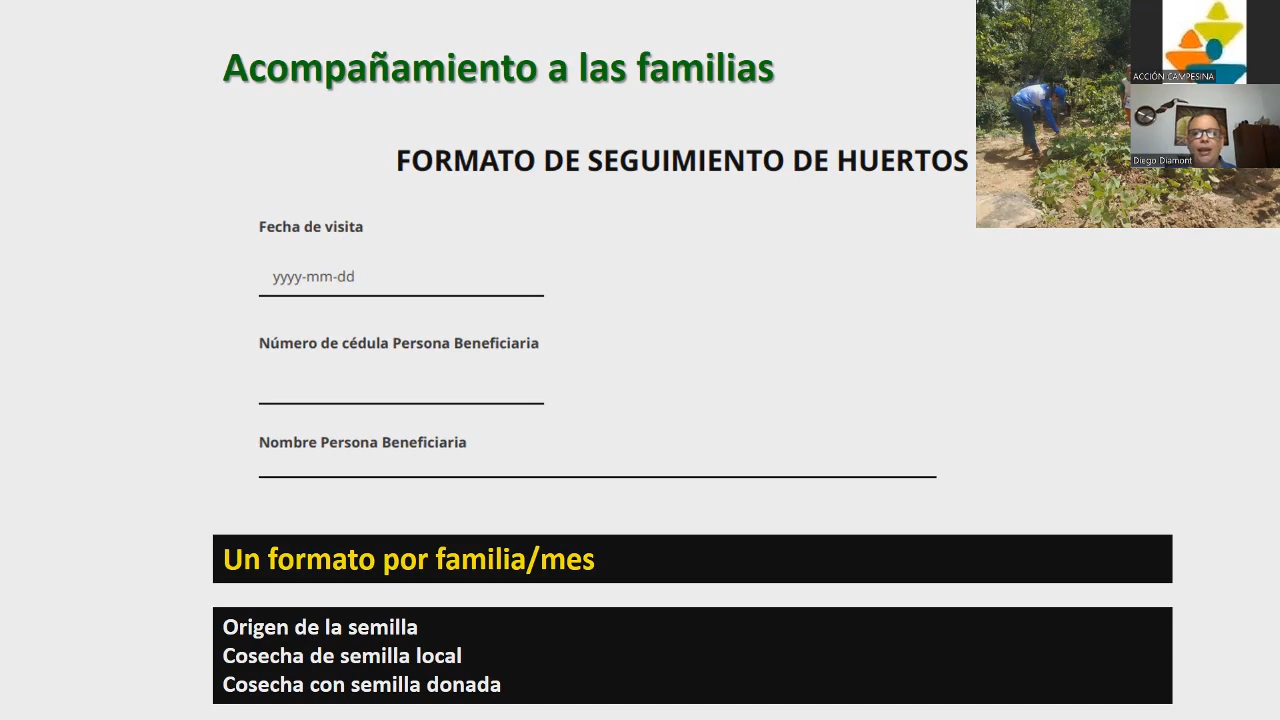 Acompañamiento a las familias
ACCIÓN CAMPESINA
Diego Diamont
FORMATO DE SEGUIMIENTO DE HUERTOS
Fecha de visita
yyyy-mm-dd
Número de cédula Persona Beneficiaria
Nombre Persona Beneficiaria
Un formato por familia/mes
Origen de la semilla
Cosecha de semilla local
Cosecha con semilla donada